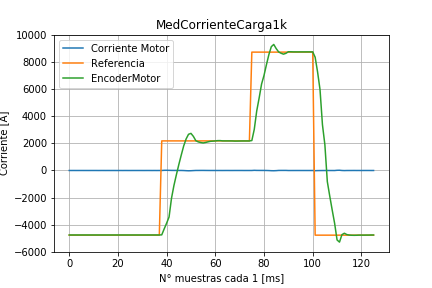 MedCorrienteCarga1k
Corriente Motor
Referencia
EncoderMotor
Corriente [A]
10000
8000
6000
4000
2000
0
−2000
−4000
−6000
0 20 40 60 80 100 120
N° muestras cada 1 [ms]